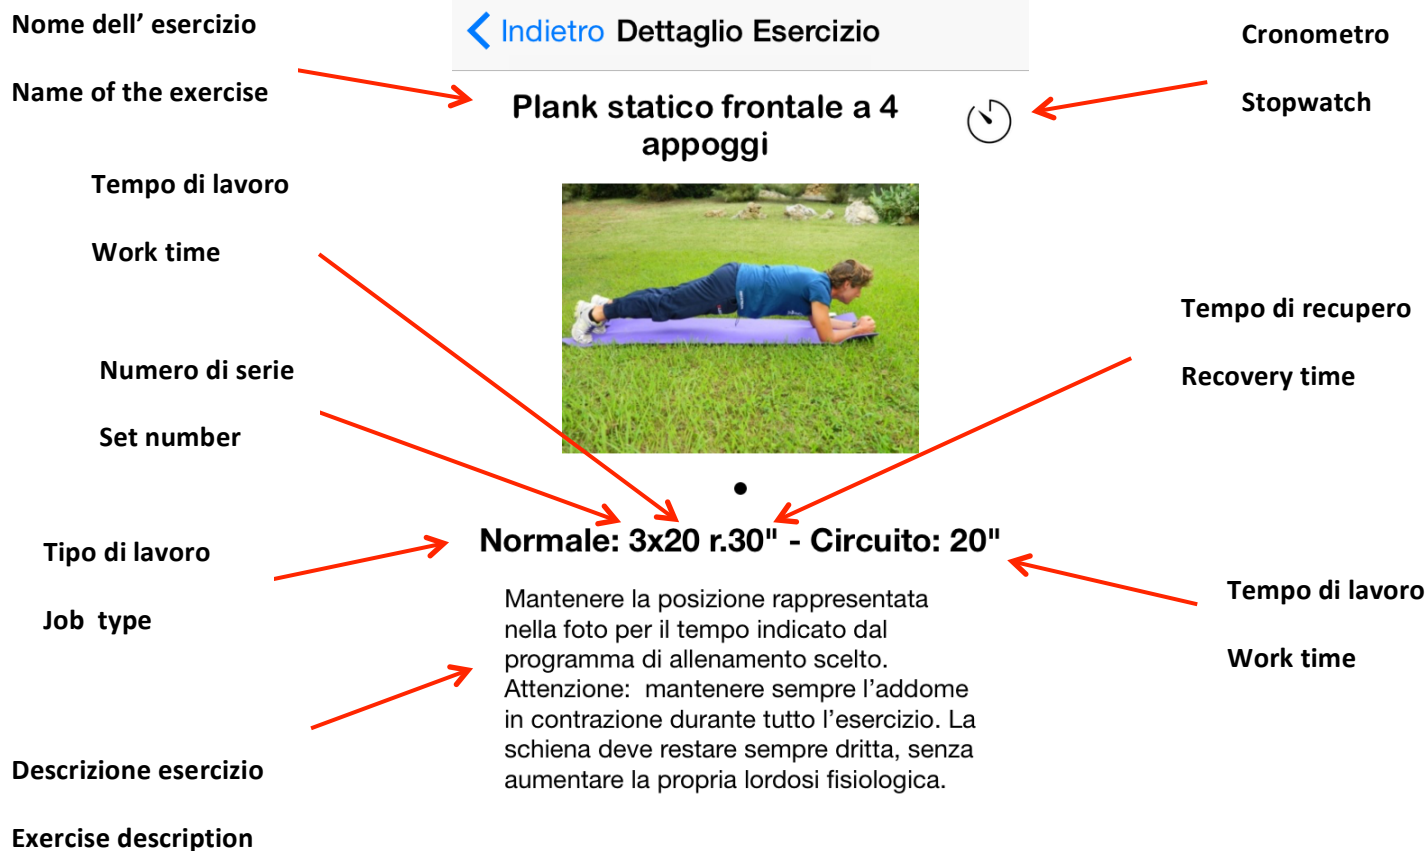 Nome dell’ esercizio
Name of the exercise
Indietro Dettaglio Esercizio
Cronometro
Stopwatch
Plank statico frontale a 4
appoggi
Tempo di lavoro
Work time
Tempo di recupero
Recovery time
Numero di serie
Set number
Normale: 3x20 r.30" - Circuito: 20"
Tipo di lavoro
Job  type
Tempo di lavoro
Work time
Mantenere la posizione rappresentata
nella foto per il tempo indicato dal
programma di allenamento scelto.
Attenzione:  mantenere sempre l’addome
in contrazione durante tutto l’esercizio. La
schiena deve restare sempre dritta, senza
aumentare la propria lordosi fisiologica.
Descrizione esercizio
Exercise description